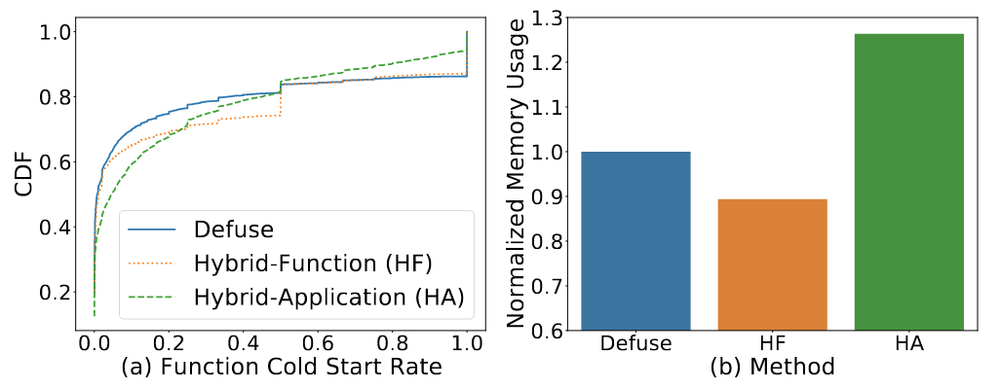 CDF
1.0
0.8
0.6
0.4
0.2
Defuse
Hybrid-Function (HF)
Hybrid-Application (HA)
0.0 0.2 0.4 0.6 0.8 1.0
(a) Function Cold Start Rate
Normalized Memory Usage
1.3
1.2
1.1
1.0
0.9
0.8
0.7
0.6
Defuse HF HA
(b) Method